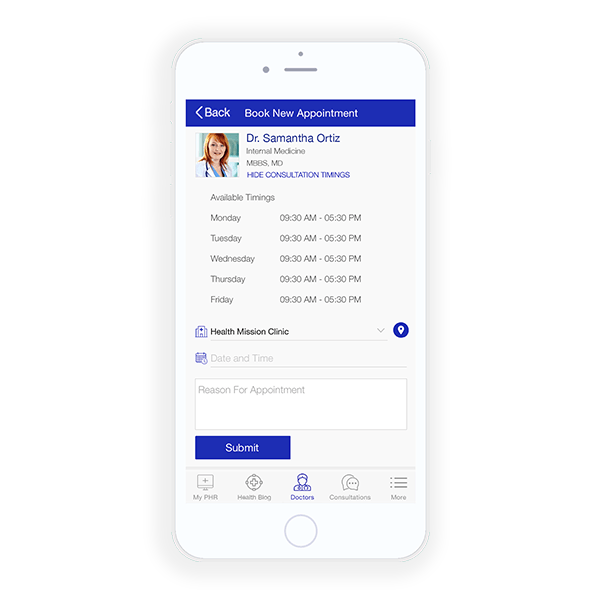 Back Book New Appointment
Dr. Samantha Ortiz
Internal Medicine
MBBS, MD
HIDE CONSULTATION TIMINGS
Available Timings
Monday 09:30 AM - 05:30 PM
Tuesday 09:30 AM - 05:30 PM
Wednesday 09:30 AM - 05:30 PM
Thursday 09:30 AM - 05:30 PM
Friday 09:30 AM - 05:30 PM
Health Mission Clinic
Date and Time
Reason For Appointment
Submit
My PHR Health Blog Doctors Consultations More